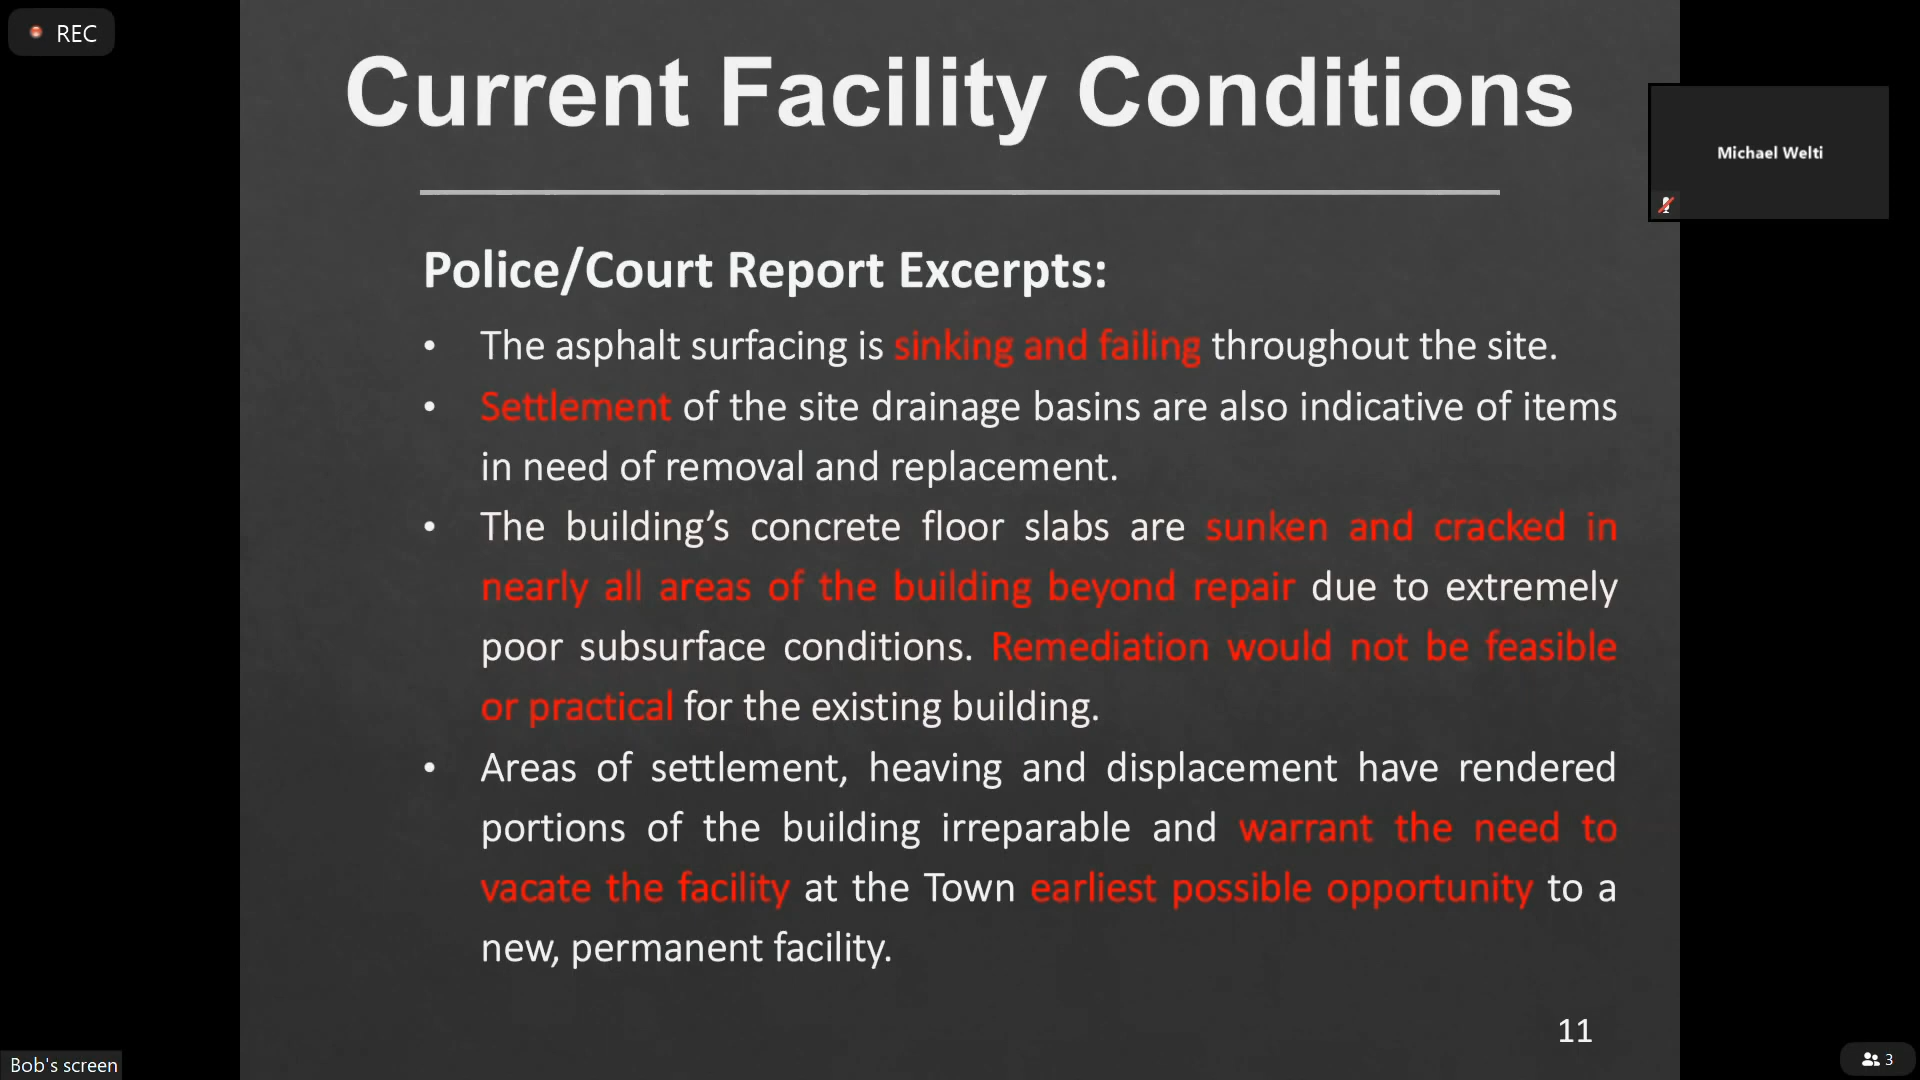 REC
Current Facility Conditions
Michael Welti
Police/Court Report Excerpts:
• The asphalt surfacing is sinking and failing throughout the site.
• Settlement of the site drainage basins are also indicative of items
in need of removal and replacement.
• The building’s concrete floor slabs are sunken and cracked in
nearly all areas of the building beyond repair due to extremely
poor subsurface conditions. Remediation would not be feasible
or practical for the existing building.
• Areas of settlement, heaving and displacement have rendered
portions of the building irreparable and warrant the need to
vacate the facility at the Town earliest possible opportunity to a
new, permanent facility.
11
Bob's screen
3